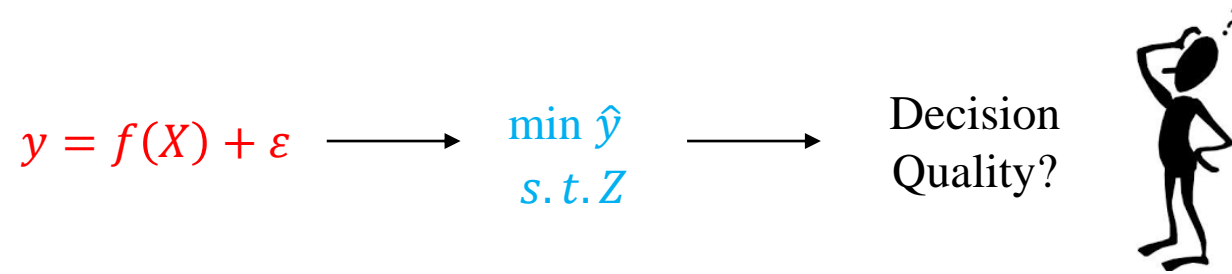 y = f(X) + ε
min ŷ
s.t. Z
Decision
Quality?